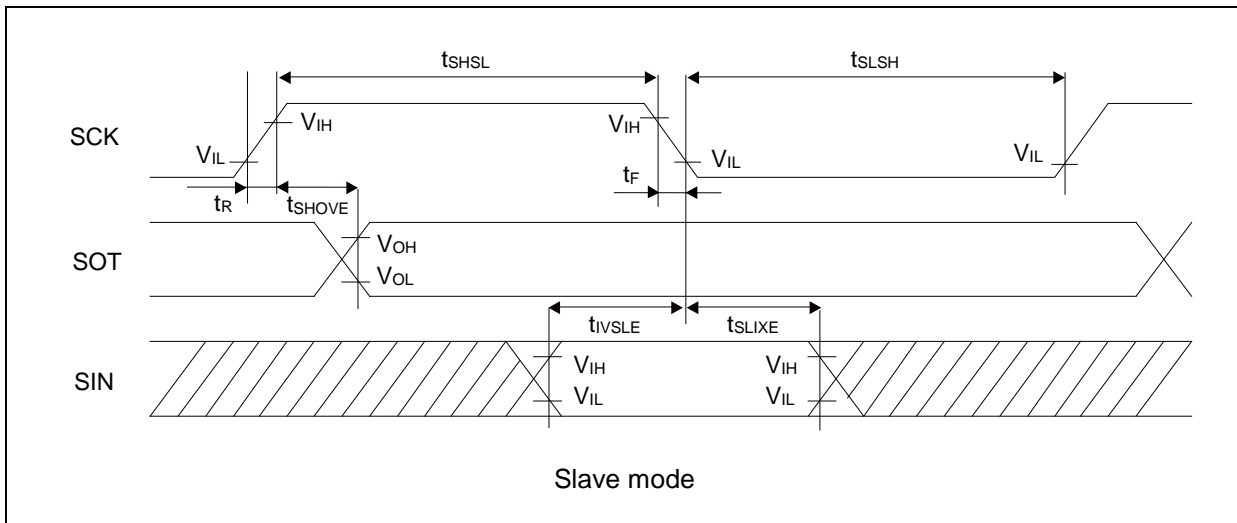 tSHSL
tSLSH
SCK
VIH
VIH
VIL
VIL
VIL
tF
tR
tSHOVE
SOT
VOH
VOL
tIVSLE
tSLIXE
SIN
VIH
VIH
VIL
VIL
Slave mode